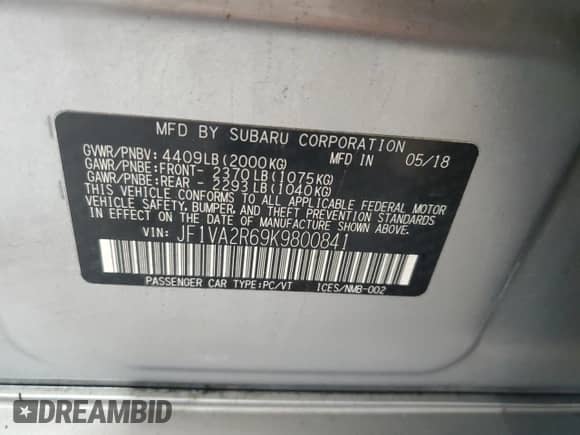 MFD BY SUBARU CORPORATION
GVWR/PNBV: 4409LB(2000KG) MFD IN 05/18
GAWR/PNBE:FRONT- 2370LB(1075KG)
GAWR/PNBE:REAR - 2293LB(1040KG)
THIS VEHICLE CONFORMS TO ALL APPLICABLE FEDERAL MOTOR
VEHICLE SAFETY, BUMPER, AND THEFT PREVENTION STANDARDS
IN EFFECT ON THE DATE OF MANUFACTURE SHOWN ABOVE.
VIN: JF1VA2R69K9800841
PASSENGER CAR TYPE:PC/VT ICES/NMB-002
DREAMBID